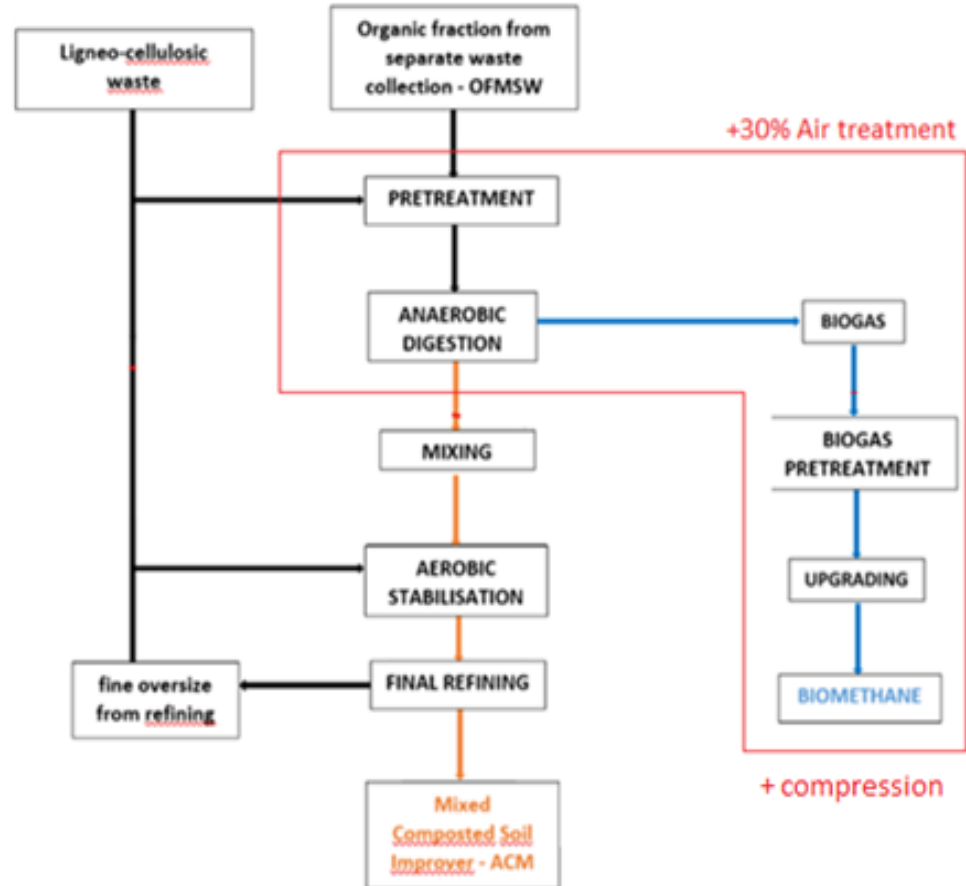 Ligneo-cellulosic
waste
Organic fraction from
separate waste
collection - OFMSW
+30% Air treatment
PRETREATMENT
ANAEROBIC
DIGESTION
BIOGAS
MIXING
BIOGAS
PRETREATMENT
AEROBIC
STABILISATION
UPGRADING
fine oversize
from refining
FINAL REFINING
BIOMETHANE
+ compression
Mixed
Composted Soil
Improver - ACM